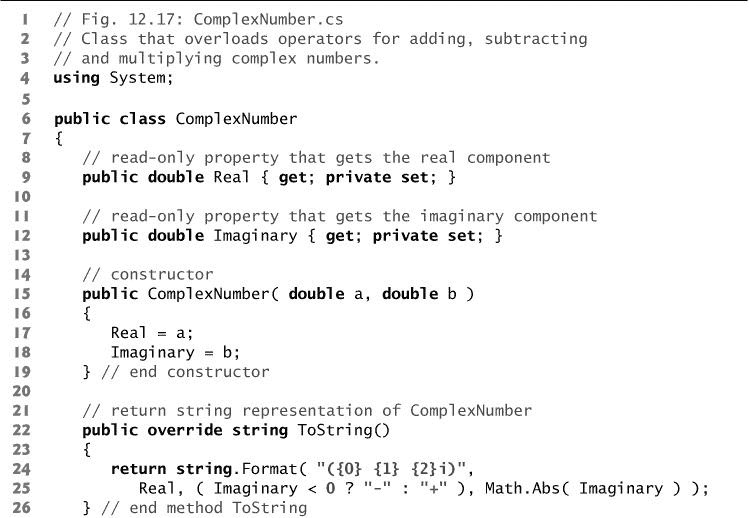 1 // Fig. 12.17: ComplexNumber.cs
2 // Class that overloads operators for adding, subtracting
3 // and multiplying complex numbers.
4 using System;
5
6 public class ComplexNumber
7 {
8 // read-only property that gets the real component
9 public double Real { get; private set; }
10
11 // read-only property that gets the imaginary component
12 public double Imaginary { get; private set; }
13
14 // constructor
15 public ComplexNumber( double a, double b )
16 {
17 Real = a;
18 Imaginary = b;
19 } // end constructor
20
21 // return string representation of ComplexNumber
22 public override string ToString()
23 {
24 return string.Format( "({0} {1} {2}i)",
25 Real, ( Imaginary < 0 ? "-" : "+" ), Math.Abs( Imaginary ) );
26 } // end method ToString